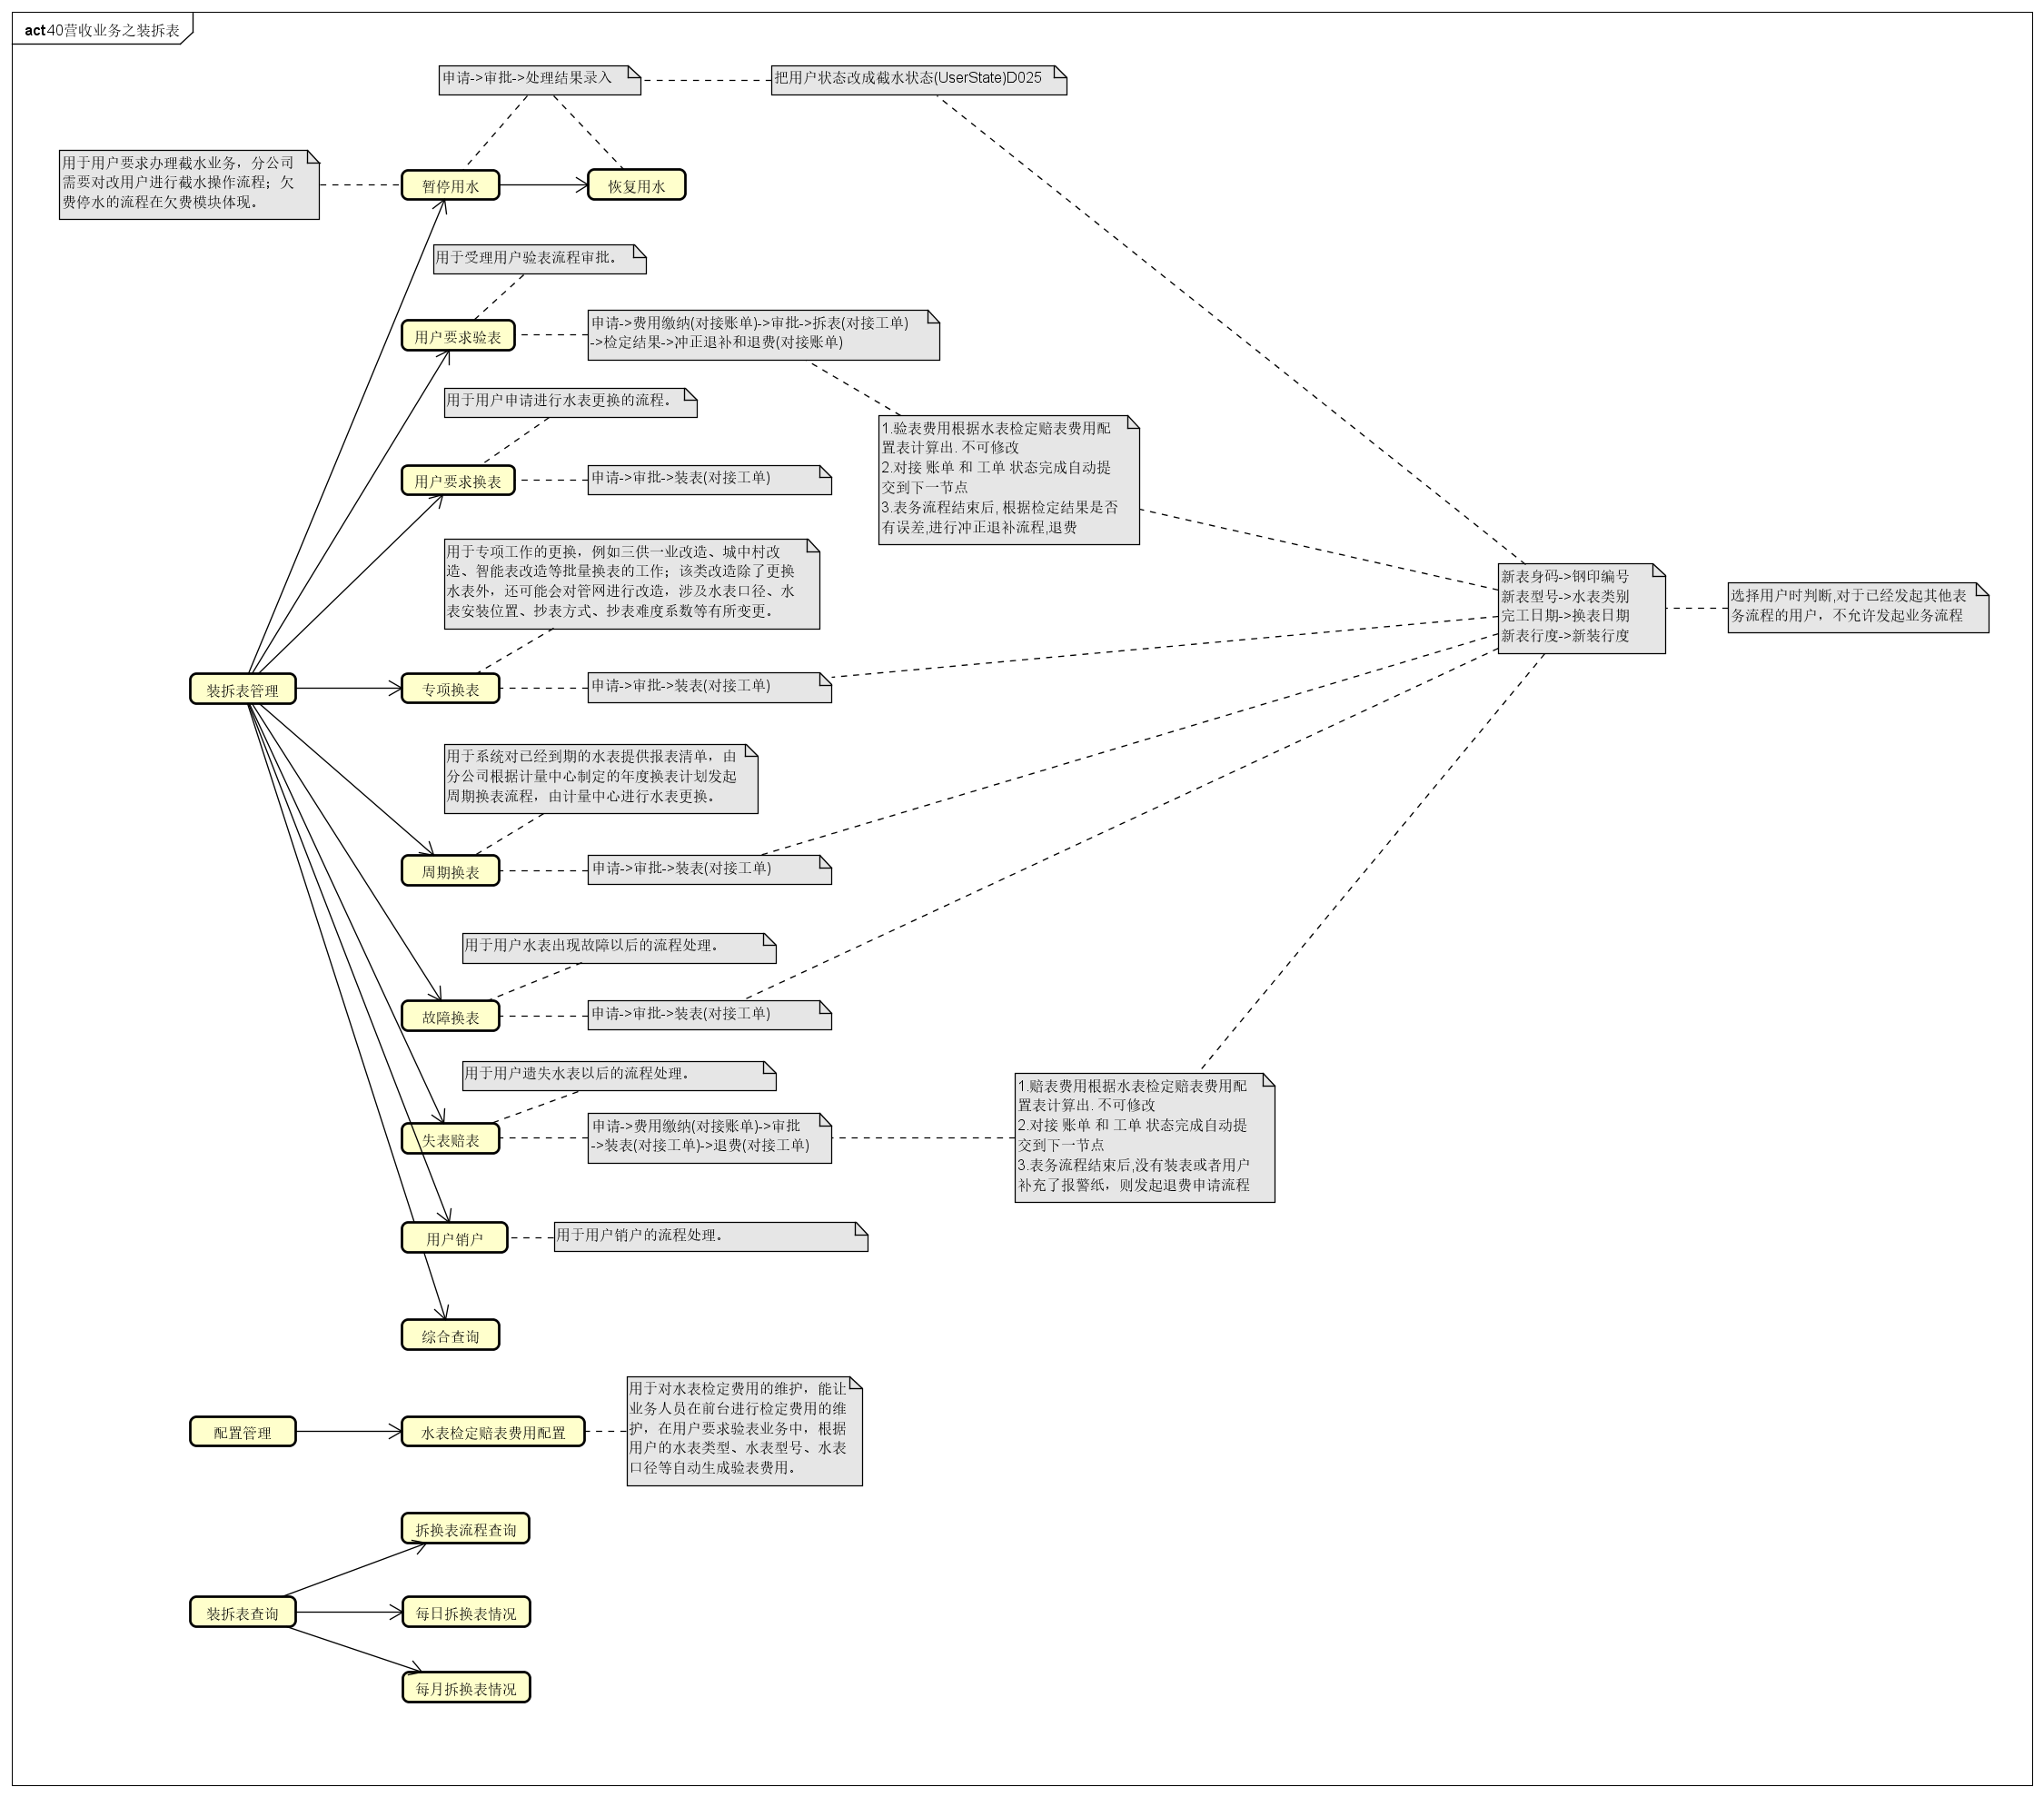 act 40营收业务之装拆表
申请->审批->处理结果录入
把用户状态改成截水状态(UserState)D025
用于用户要求办理截水业务，分公司
需要对改用户进行截水操作流程；欠
费停水的流程在欠费模块体现。
暂停用水
恢复用水
用于受理用户验表流程审批。
用户要求验表
申请->费用缴纳(对接账单)->审批->拆表(对接工单)
->检定结果->冲正退补和退费(对接账单)
用于用户申请进行水表更换的流程。
1.验表费用根据水表检定赔表费用配
置表计算出. 不可修改
2.对接 账单 和 工单 状态完成自动提
交到下一节点
3.表务流程结束后, 根据检定结果是否
有误差,进行冲正退补流程,退费
用户要求换表
申请->审批->装表(对接工单)
用于专项工作的更换，例如三供一业改造、城中村改
造、智能表改造等批量换表的工作；该类改造除了更换
水表外，还可能会对管网进行改造，涉及水表口径、水
表安装位置、抄表方式、抄表难度系数等有所变更。
新表身码->钢印编号
新表型号->水表类别
完工日期->换表日期
新表行度->新装行度
选择用户时判断,对于已经发起其他表
务流程的用户，不允许发起业务流程
装拆表管理
专项换表
申请->审批->装表(对接工单)
用于系统对已经到期的水表提供报表清单，由
分公司根据计量中心制定的年度换表计划发起
周期换表流程，由计量中心进行水表更换。
周期换表
申请->审批->装表(对接工单)
用于用户水表出现故障以后的流程处理。
故障换表
申请->审批->装表(对接工单)
用于用户遗失水表以后的流程处理。
失表赔表
申请->费用缴纳(对接账单)->审批
->装表(对接工单)->退费(对接工单)
1.赔表费用根据水表检定赔表费用配
置表计算出. 不可修改
2.对接 账单 和 工单 状态完成自动提
交到下一节点
3.表务流程结束后,没有装表或者用户
补充了报警纸，则发起退费申请流程
用户销户
用于用户销户的流程处理。
综合查询
配置管理
水表检定赔表费用配置
用于对水表检定费用的维护，能让
业务人员在前台进行检定费用的维
护，在用户要求验表业务中，根据
用户的水表类型、水表型号、水表
口径等自动生成验表费用。
拆换表流程查询
装拆表查询
每日拆换表情况
每月拆换表情况